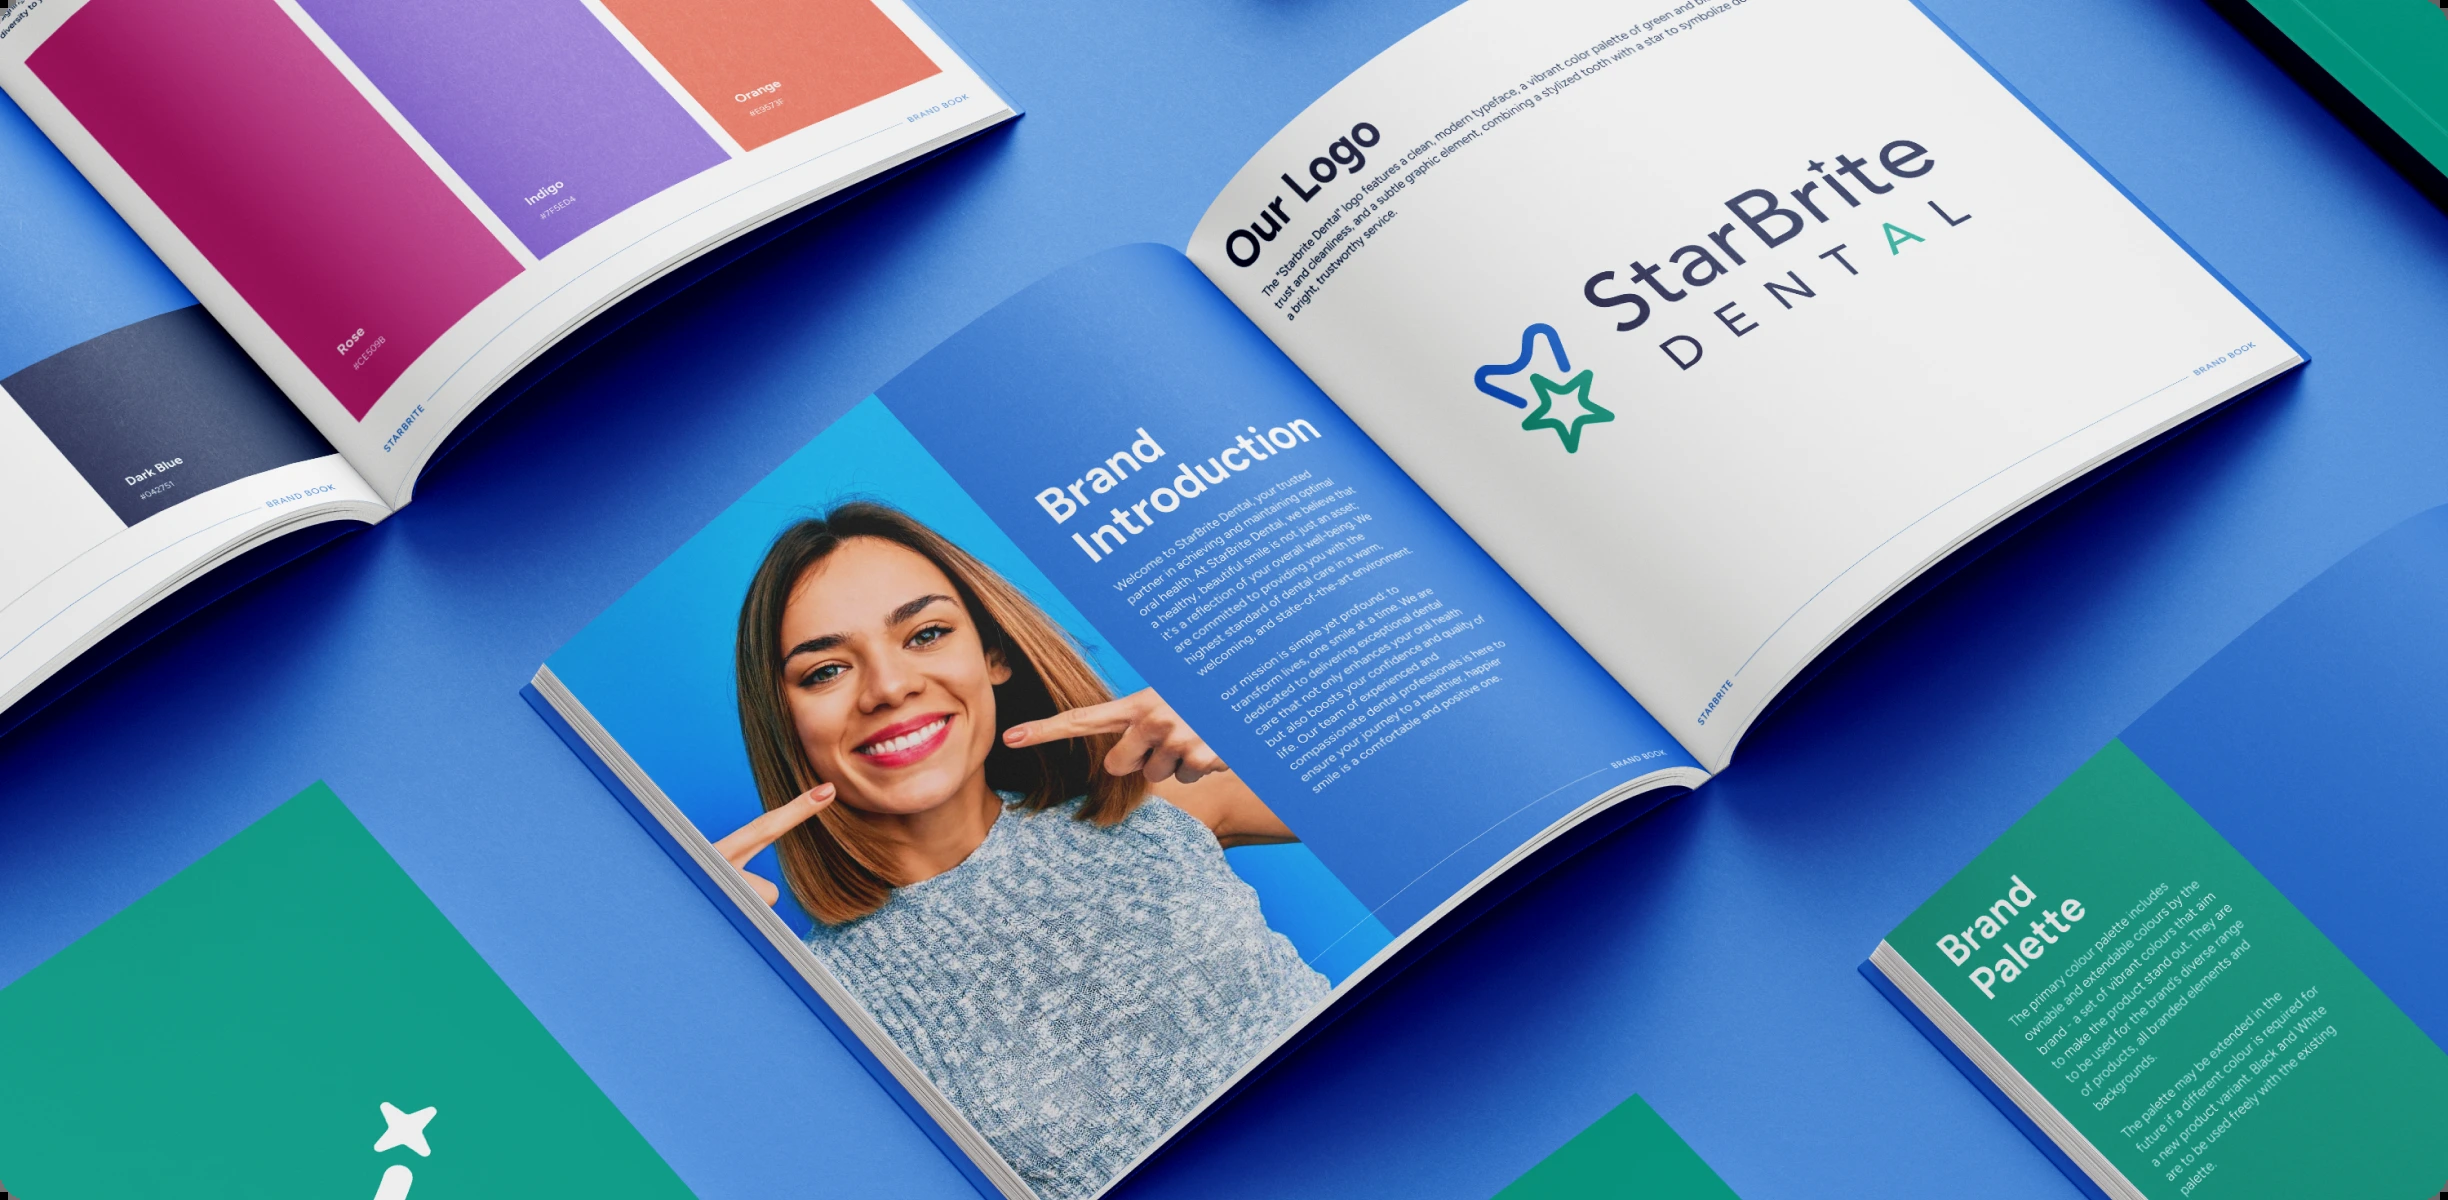 diversity to
Rose
#CE509B
Indigo
#7F5ED4
Orange
#E9573F
STARBRITE
BRAND BOOK
Dark Blue
#042751
BRAND BOOK
Brand
Introduction
Welcome to StarBrite Dental, your trusted
partner in achieving and maintaining optimal
oral health. At StarBrite Dental, we believe that
a healthy, beautiful smile is not just an asset;
it's a reflection of your overall well-being. We
are committed to providing you with the
highest standard of dental care in a warm,
welcoming, and state-of-the-art environment.
our mission is simple yet profound: to
transform lives, one smile at a time. We are
dedicated to delivering exceptional dental
care that not only enhances your oral health
but also boosts your confidence and quality of
life. Our team of experienced and
compassionate dental professionals is here to
ensure your journey to a healthier, happier
smile is a comfortable and positive one.
BRAND BOOK
Our Logo
The "Starbrite Dental" logo features a clean, modern typeface, a vibrant color palette of green and
trust and cleanliness, and a subtle graphic element, combining a stylized tooth with a star to symbolize
a bright, trustworthy service.
StarBrite
DENTAL
STARBRITE
BRAND BOOK
Brand
Palette
The primary colour palette includes
ownable and extendable colours by the
brand - a set of vibrant colours that aim
to make the product stand out. They are
to be used for the brand's diverse range
of products, all branded elements and
backgrounds.
The palette may be extended in the
future if a different colour is required for
a new product variant. Black and White
are to be used freely with the existing
palette.